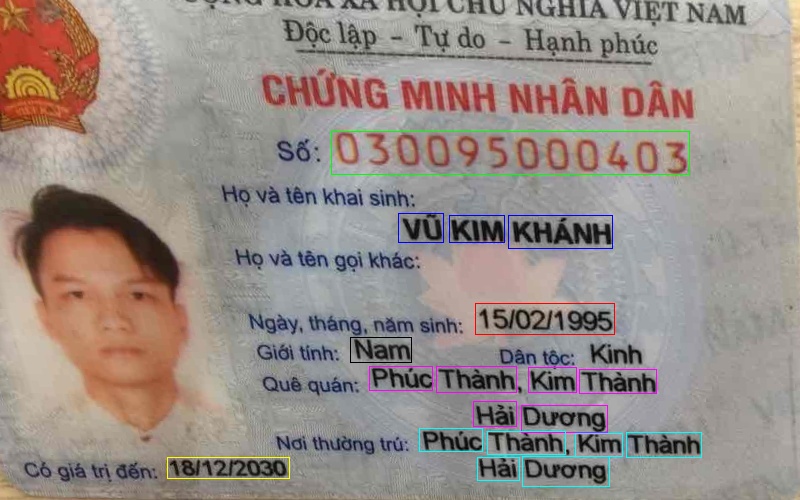 CỘNG HÒA XÃ HỘI CHỦ NGHĨA VIỆT NAM
Độc lập - Tự do - Hạnh phúc
CHỨNG MINH NHÂN DÂN
Số: 030095000403
Họ và tên khai sinh:
VŨ KIM KHÁNH
Họ và tên gọi khác:
Ngày, tháng, năm sinh: 15/02/1995
Giới tính: Nam Dân tộc: Kinh
Quê quán: Phúc Thành, Kim Thành
Hải Dương
Nơi thường trú: Phúc Thành, Kim Thành
Có giá trị đến: 18/12/2030 Hải Dương